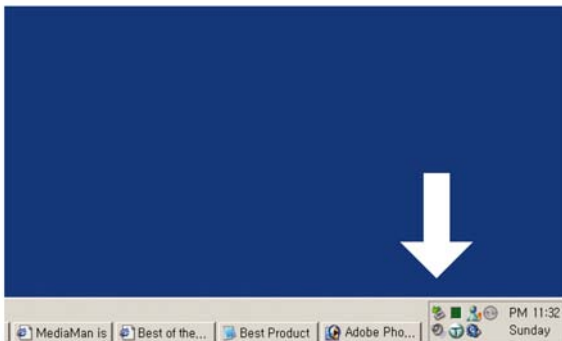 PM 11:32
MediaMan is
Best of the...
Best Product
Adobe Pho...
Sunday